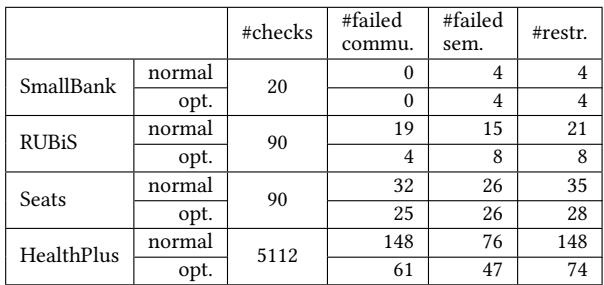 #checks #failed commu. #failed sem. #restr.
SmallBank normal 20 0 4 4
opt. 0 4 4
RUBiS normal 90 19 15 21
opt. 4 8 8
Seats normal 90 32 26 35
opt. 25 26 28
HealthPlus normal 5112 148 76 148
opt. 61 47 74